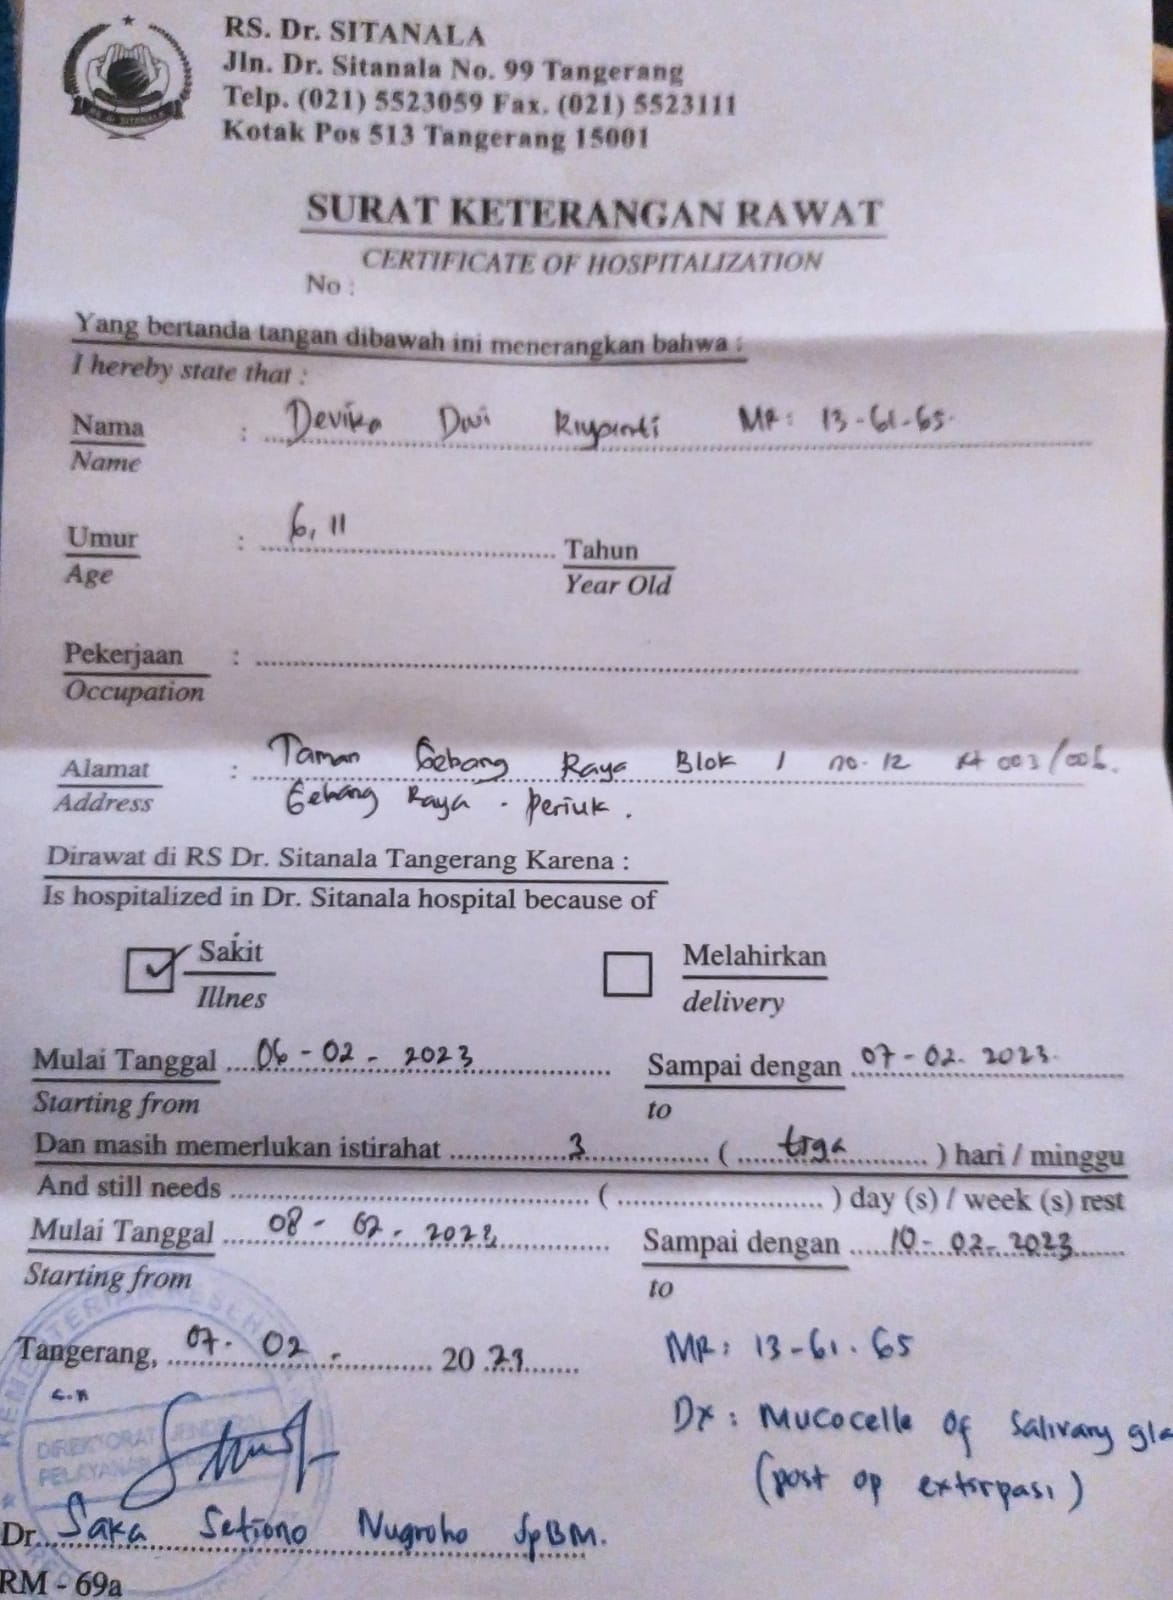 RS. Dr. SITANALA
Jln. Dr. Sitanala No. 99 Tangerang
Telp. (021) 5523059 Fax. (021) 5523111
Kotak Pos 513 Tangerang 15001
RS dr SITANALA
SURAT KETERANGAN RAWAT
CERTIFICATE OF HOSPITALIZATION
No :
Yang bertanda tangan dibawah ini menerangkan bahwa :
I hereby state that :
Nama : Devika Dwi Riyanti MR: 13-61-65.
Name
Umur : 6,11 Tahun
Age Year Old
Pekerjaan :
Occupation
Alamat : Taman Gebang Raya Blok I no. 12 Rt 003/006.
Address Gebang Raya - Periuk.
Dirawat di RS Dr. Sitanala Tangerang Karena :
Is hospitalized in Dr. Sitanala hospital because of
Sakit Melahirkan
Illnes delivery
Mulai Tanggal 06-02-2023 Sampai dengan 07-02-2023
Starting from to
Dan masih memerlukan istirahat 3 ( tiga ) hari / minggu
And still needs ( ) day (s) / week (s) rest
Mulai Tanggal 08-02-2023 Sampai dengan 10-02-2023
Starting from to
Tangerang, 07-02-2023 MR: 13-61.65
Dx: Mucocelle Of Salivary gla
(post op extirpasi)
DIREKTORAT JENDERAL
PELAYANAN
Dr. Saka Setiono Nugroho SpBM.
RM - 69a